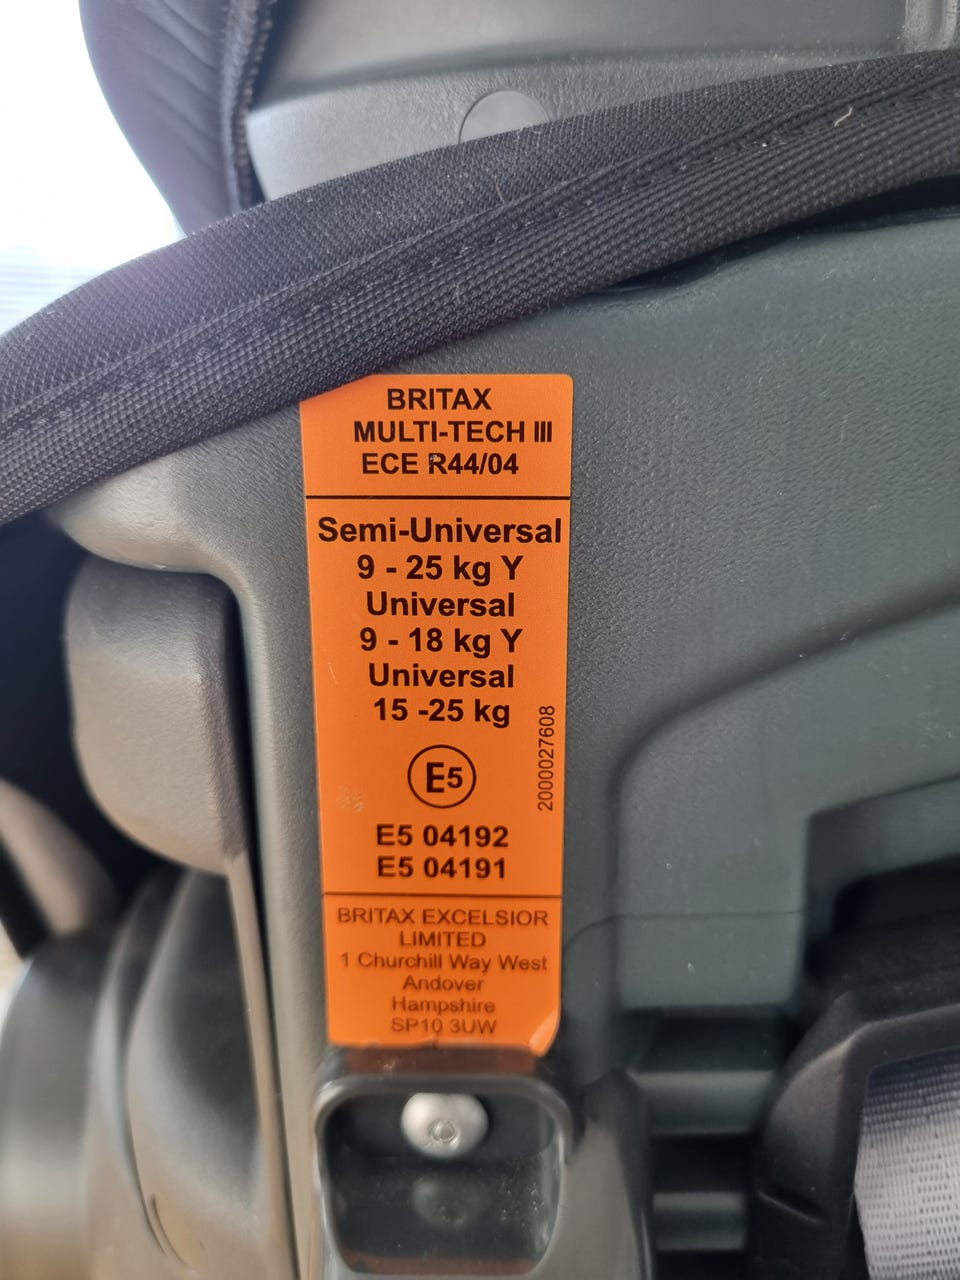 BRITAX
MULTI-TECH III
ECE R44/04
Semi-Universal
9 - 25 kg Y
Universal
9 - 18 kg Y
Universal
15 -25 kg
E5
2000027608
E5 04192
E5 04191
BRITAX EXCELSIOR
LIMITED
1 Churchill Way West
Andover
Hampshire
SP10 3UW